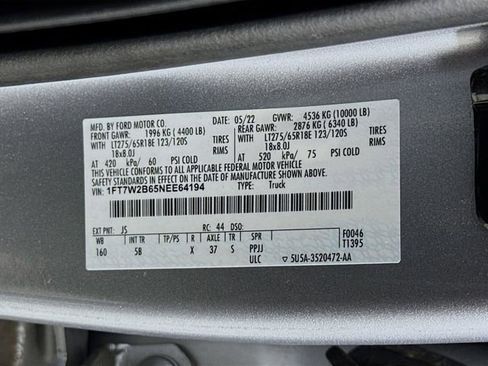 MFD. BY FORD MOTOR CO.
05/22 GVWR: 4536 KG (10000 LB)
FRONT GAWR: 1996 KG (4400 LB) REAR GAWR: 2876 KG (6340 LB)
LT275/65R18E 123/120S TIRES LT275/65R18E 123/120S TIRES
18x8.0J RIMS 18x8.0J RIMS
AT 420 kPa/ 60 PSI COLD AT 520 kPa/ 75 PSI COLD
THIS VEHICLE CONFORMS TO ALL APPLICABLE FEDERAL MOTOR VEHICLE
SAFETY STANDARDS IN EFFECT ON THE DATE OF MANUFACTURE SHOWN ABOVE.
VIN: 1FT7W2B65NEE64194 TYPE: Truck
EXT PNT: JS RC: 44 DSO: F0046
WB INT TR TP/PS R AXLE TR SPR T1395
160 5B X 37 S PPJJ
ULC ▽5U5A-3520472-AA